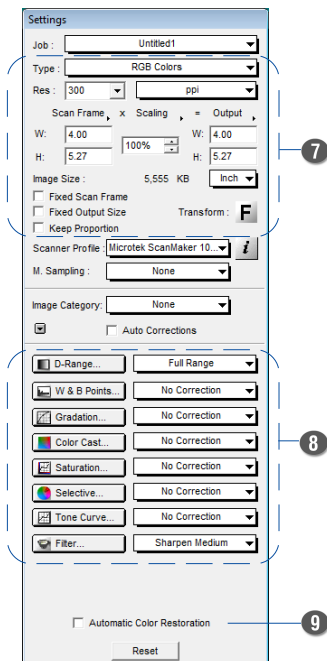 Settings
Job : Untitled1
Type : RGB Colors
Res : 300 ppi
Scan Frame x Scaling = Output
W: 4.00 100% W: 4.00
H: 5.27 H: 5.27
7
Image Size : 5,555 KB Inch
Fixed Scan Frame
Fixed Output Size Transform : F
Keep Proportion
Scanner Profile : Microtek ScanMaker 10... i
M. Sampling : None
Image Category: None
Auto Corrections
D-Range... Full Range
W & B Points... No Correction
Gradation... No Correction
Color Cast... No Correction
8
Saturation... No Correction
Selective... No Correction
Tone Curve... No Correction
Filter... Sharpen Medium
Automatic Color Restoration 9
Reset